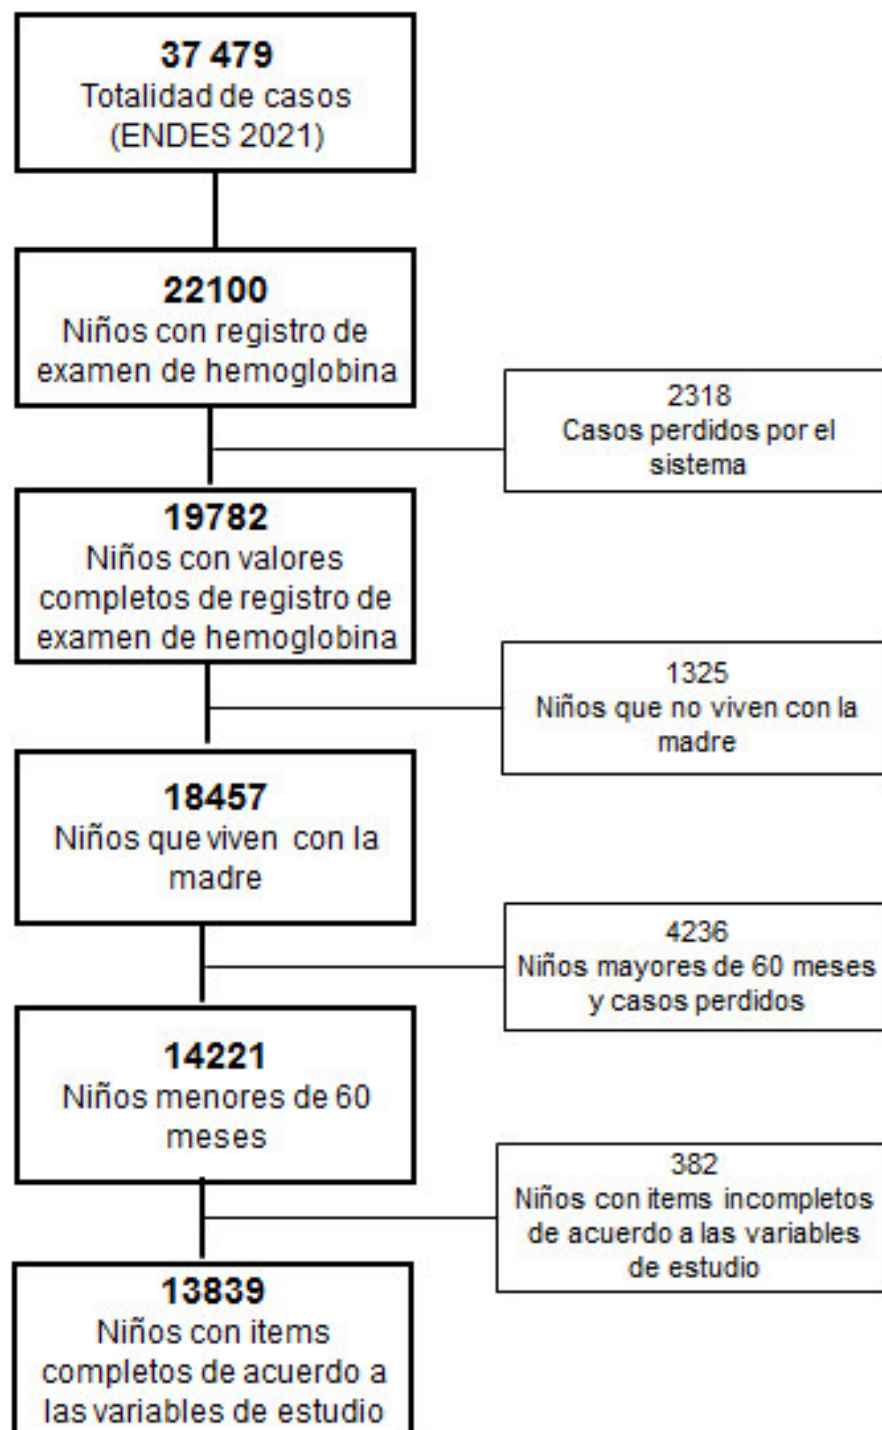 37 479
Totalidad de casos
(ENDES 2021)
22100
Niños con registro de
examen de hemoglobina
2318
Casos perdidos por el
sistema
19782
Niños con valores
completos de registro de
examen de hemoglobina
1325
Niños que no viven con la
madre
18457
Niños que viven con la
madre
4236
Niños mayores de 60 meses
y casos perdidos
14221
Niños menores de 60
meses
382
Niños con items incompletos
de acuerdo a las variables
de estudio
13839
Niños con items
completos de acuerdo a
las variables de estudio